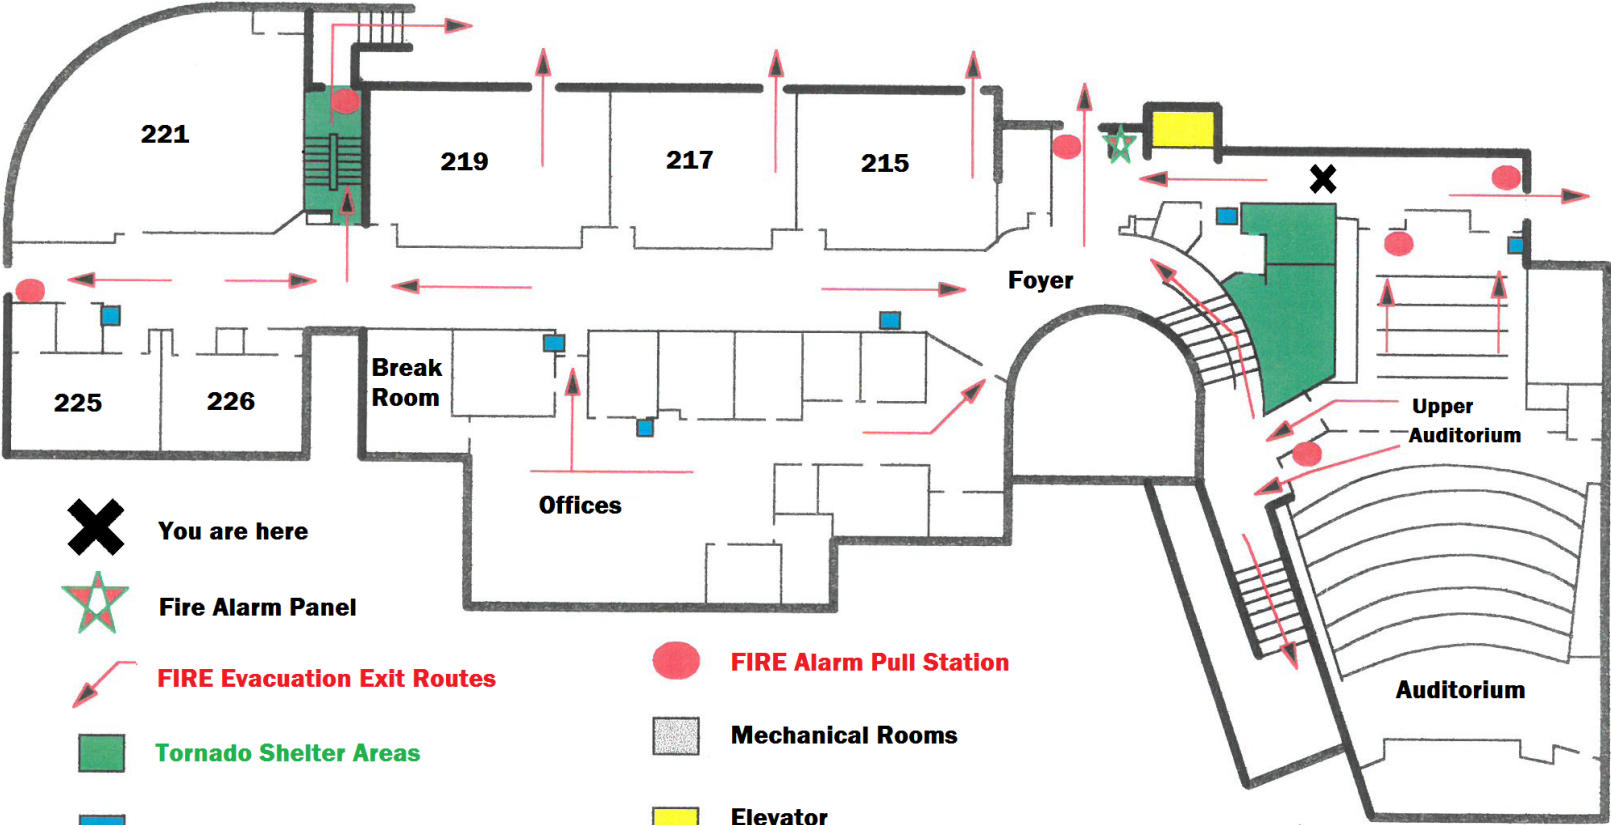 221
219
217
215
Foyer
225
226
Break
Room
Offices
Upper
Auditorium
Auditorium
You are here
Fire Alarm Panel
FIRE Evacuation Exit Routes
Tornado Shelter Areas
FIRE Alarm Pull Station
Mechanical Rooms
Elevator